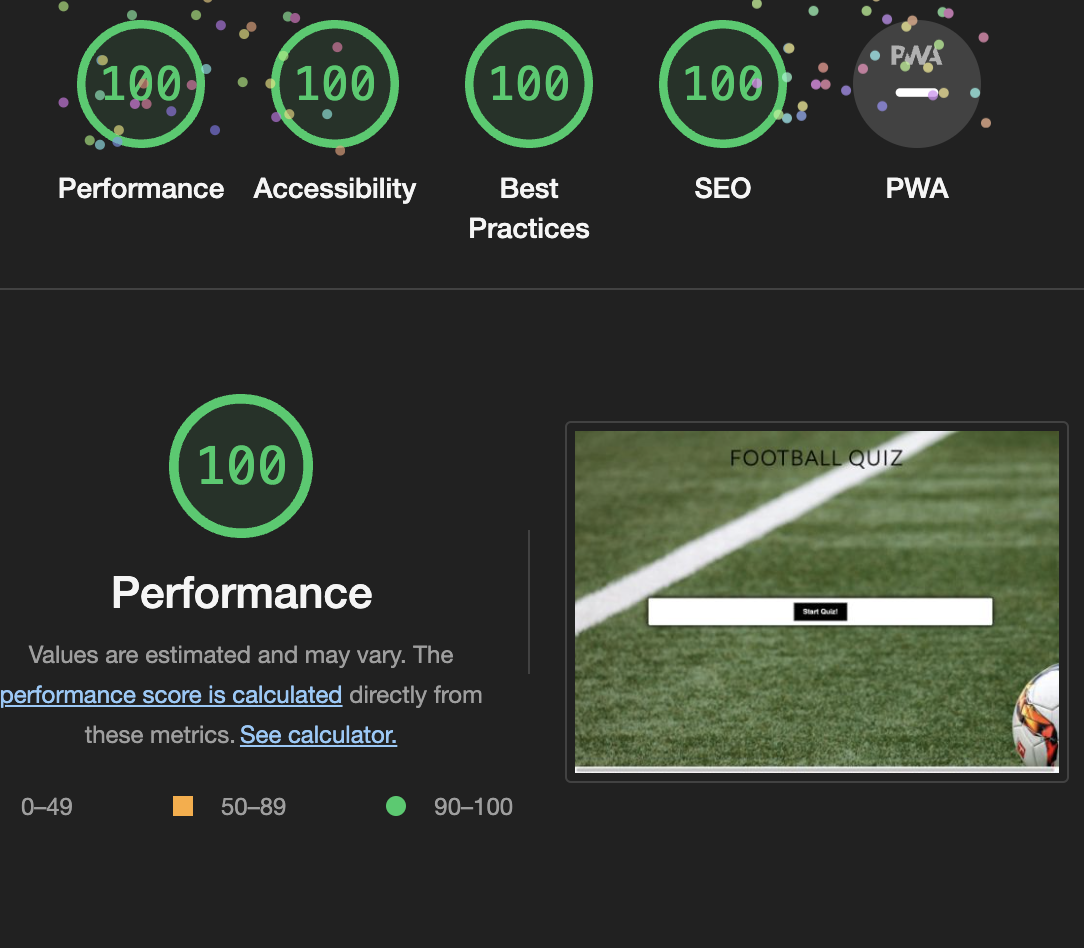 100
100
100
100
PWA
Performance
Accessibility
Best
Practices
SEO
PWA
100
Performance
Values are estimated and may vary. The
performance score is calculated directly from
these metrics. See calculator.
0–49
50–89
90–100
FOOTBALL QUIZ
Start Quiz!